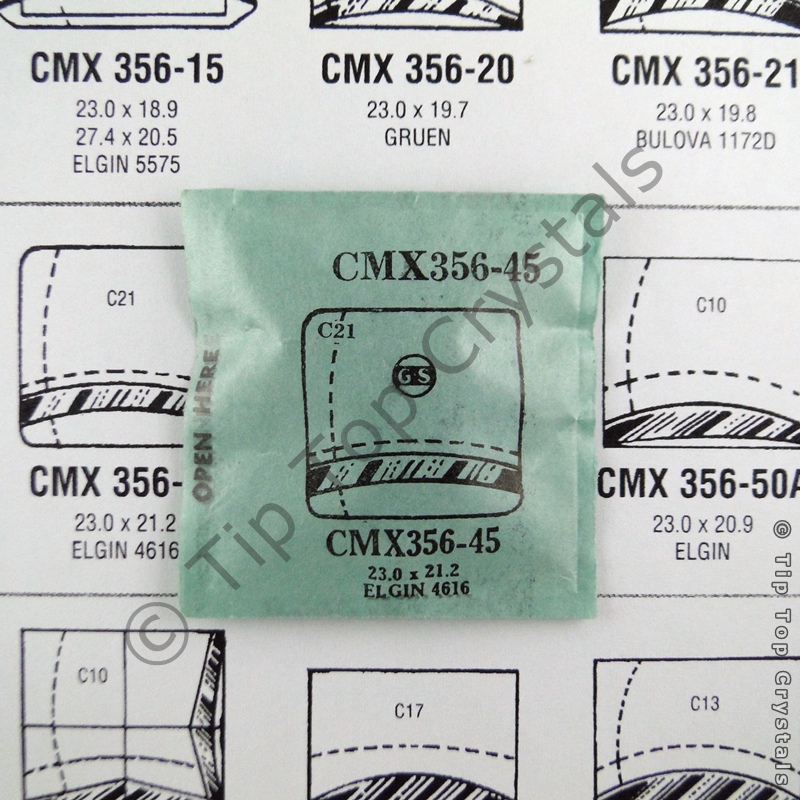 CMX 356-15
23.0 x 18.9
27.4 x 20.5
ELGIN 5575
CMX 356-20
23.0 x 19.7
GRUEN
CMX 356-21
23.0 x 19.8
BULOVA 1172D
C21
CMX 356-
23.0 x 21.2
ELGIN 4616
OPEN HERE
CMX356-45
C21
GS
CMX356-45
23.0 x 21.2
ELGIN 4616
C10
CMX 356-50A
23.0 x 20.9
ELGIN
C10
C17
C13
© Tip Top Crystals
© Tip Top Crystals